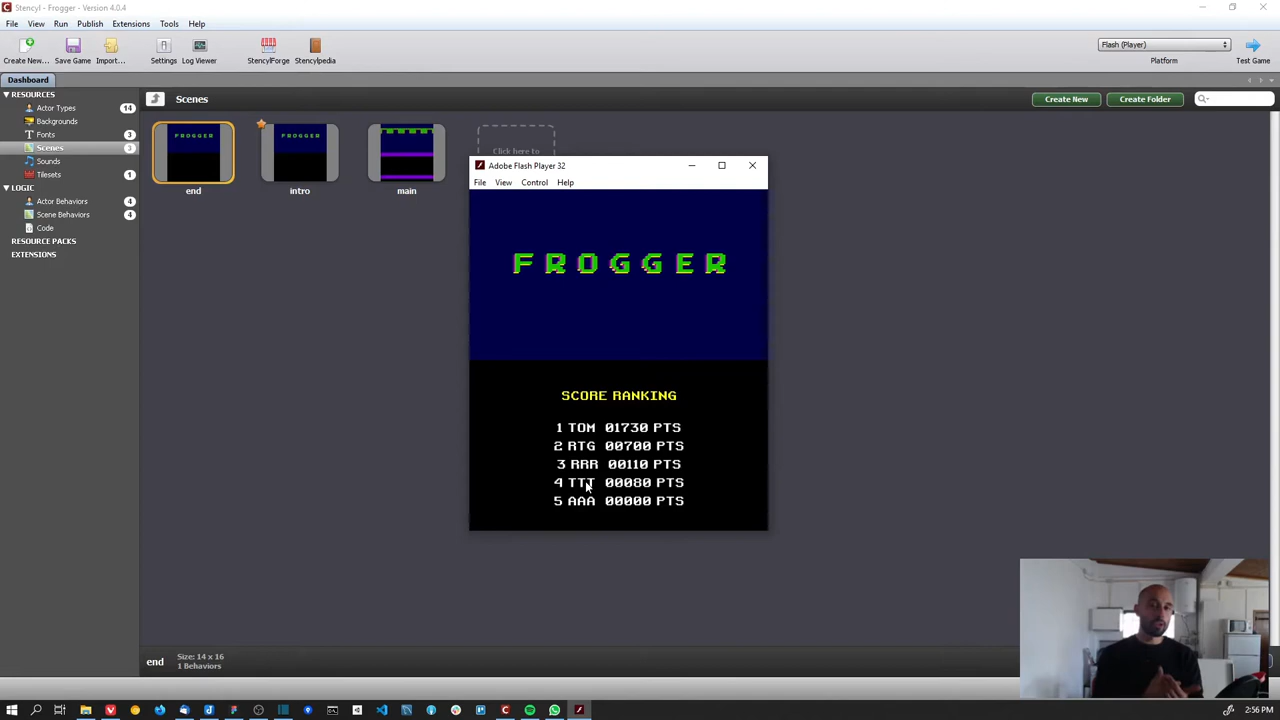 Stencyl - Frogger - Version 4.0.4
File View Run Publish Extensions Tools Help
Create New... Save Game Import... Settings Log Viewer StencylForge Stencylpedia
Flash (Player)
Platform Test Game
Dashboard
RESOURCES
Actor Types 14
Backgrounds
Fonts 3
Scenes 3
Sounds
Tilesets 1
LOGIC
Actor Behaviors 4
Scene Behaviors 4
Code
RESOURCE PACKS
EXTENSIONS
Scenes
Create New Create Folder
FROGGER FROGGER
end intro main
Click here to
Adobe Flash Player 32
File View Control Help
FROGGER
SCORE RANKING
1 TOM 01730 PTS
2 RTG 00700 PTS
3 RRR 00110 PTS
4 TTT 00080 PTS
5 AAA 00000 PTS
end
Size: 14 x 16
1 Behaviors
2:56 PM